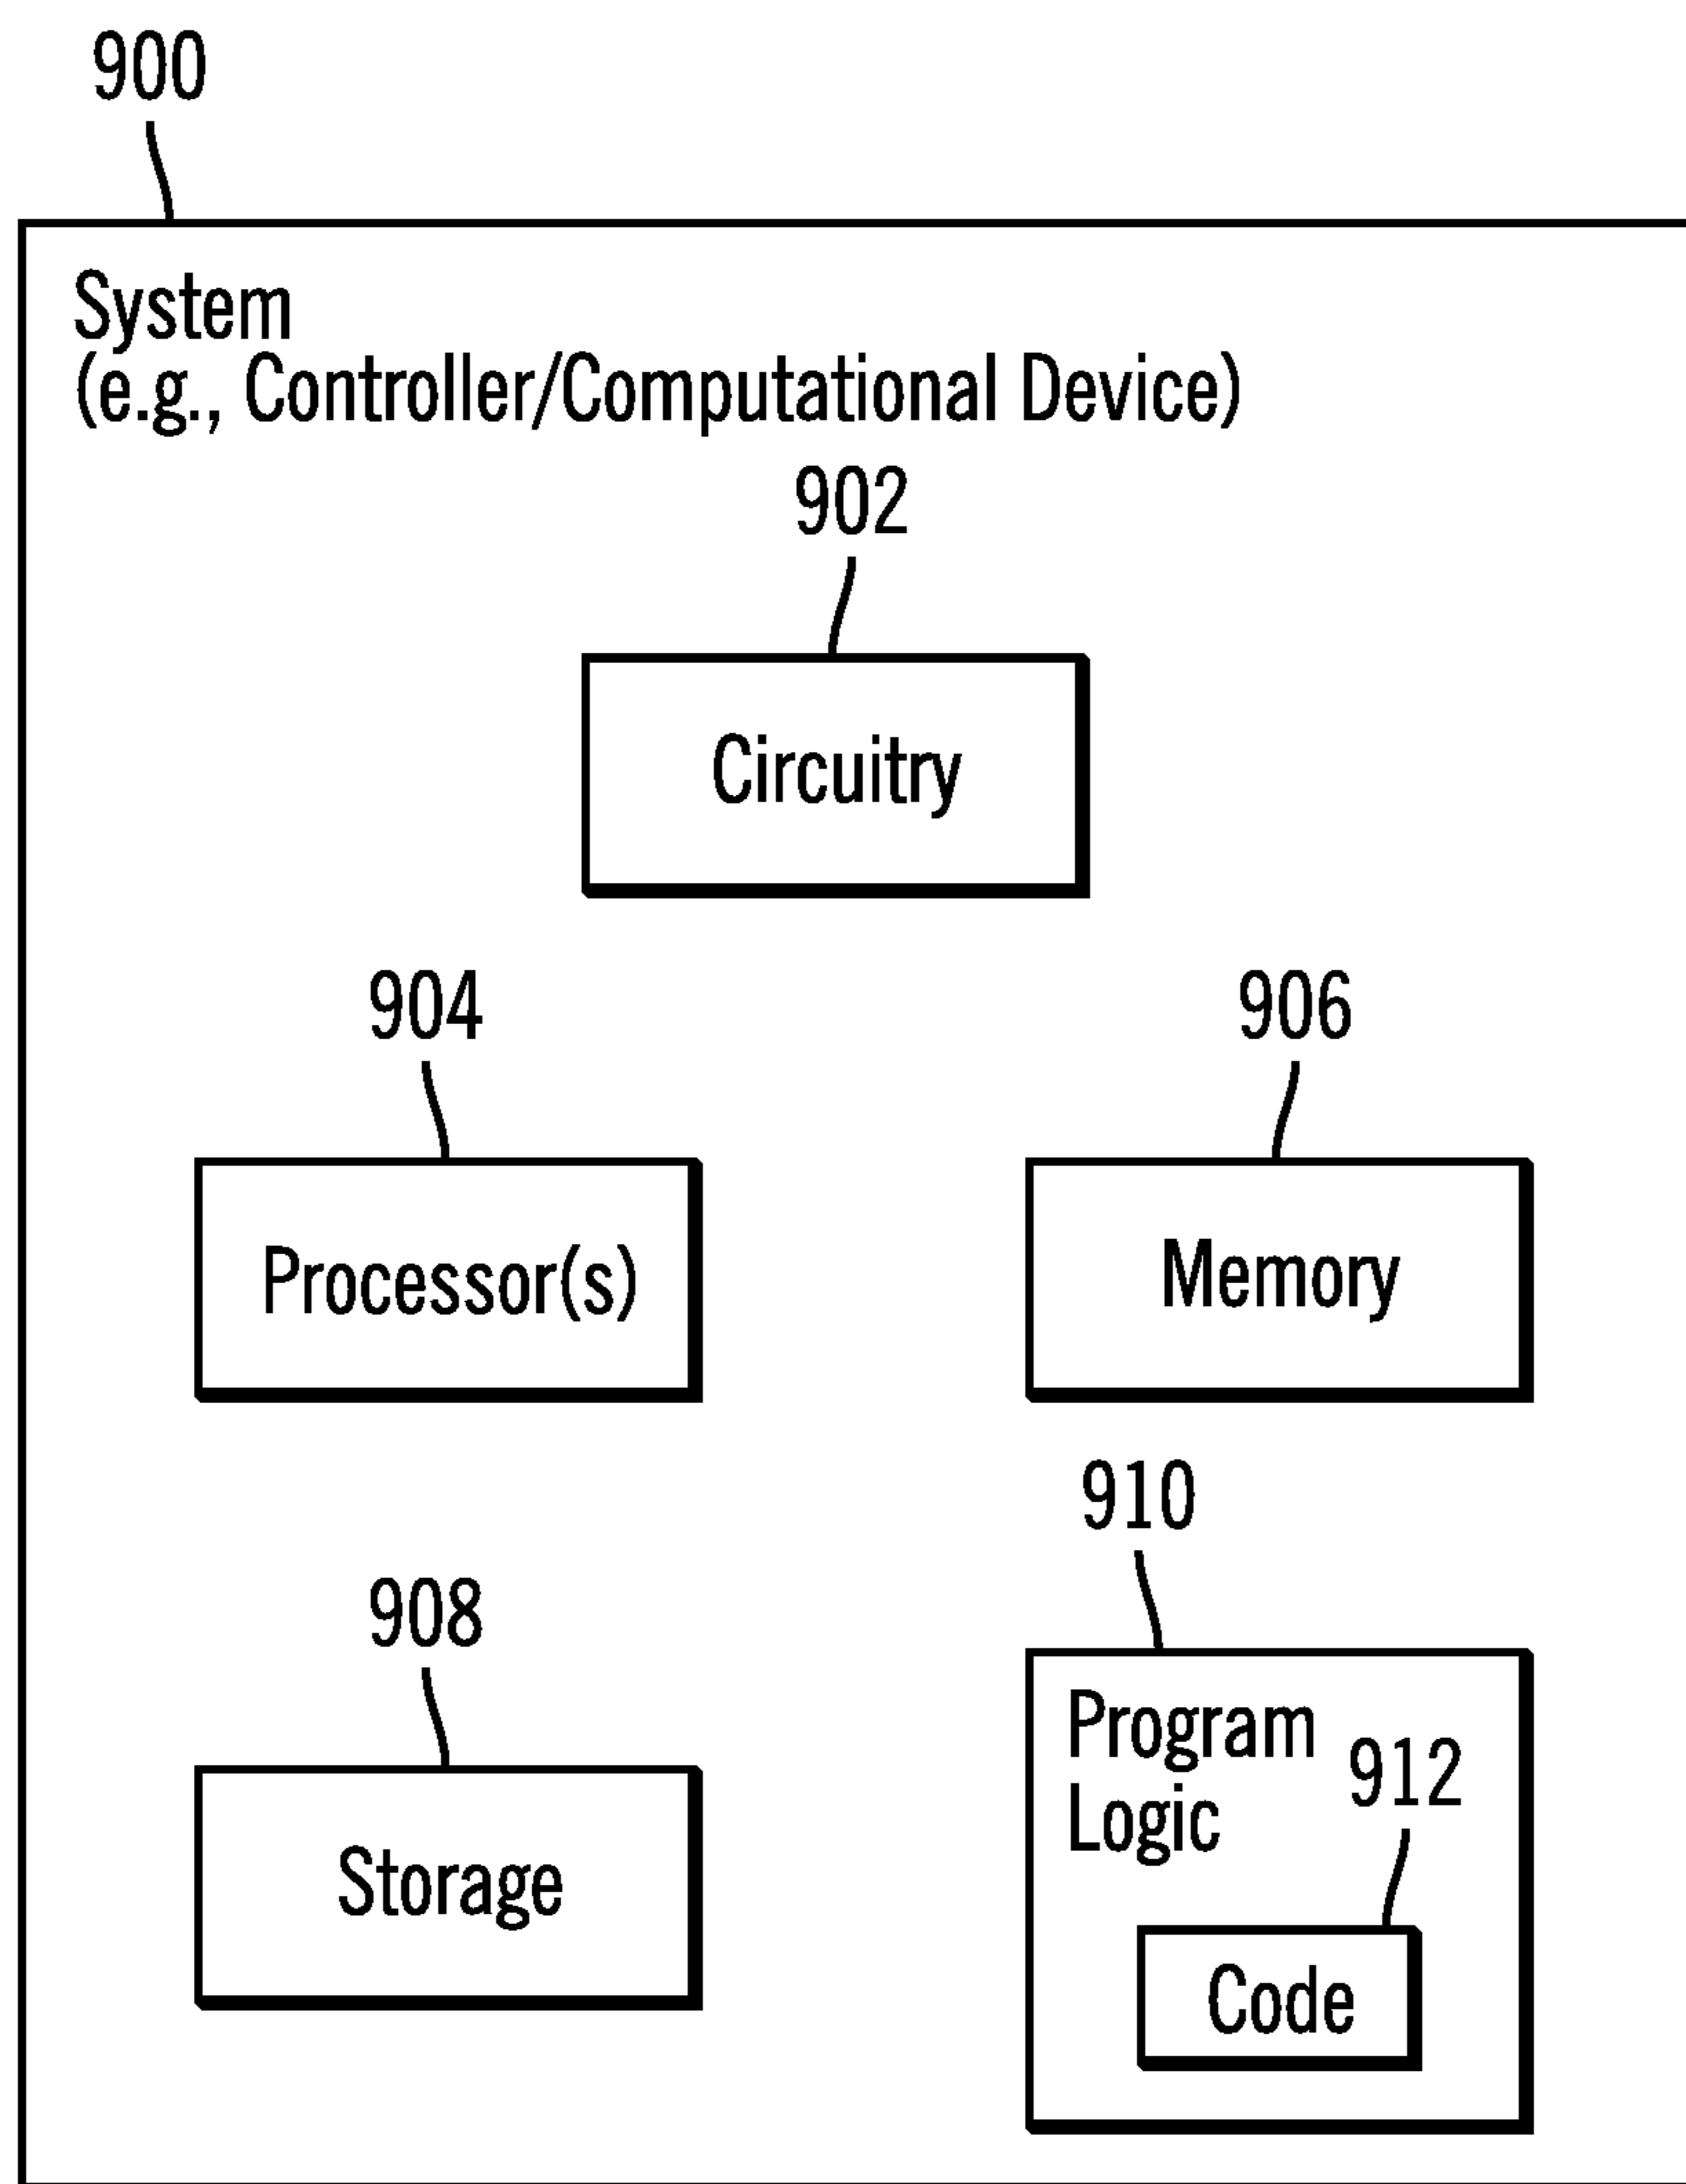 900
System
(e.g., Controller/Computational Device)
902
Circuitry
904
906
Processor(s)
Memory
910
908
Program
Logic
912
Storage
Code